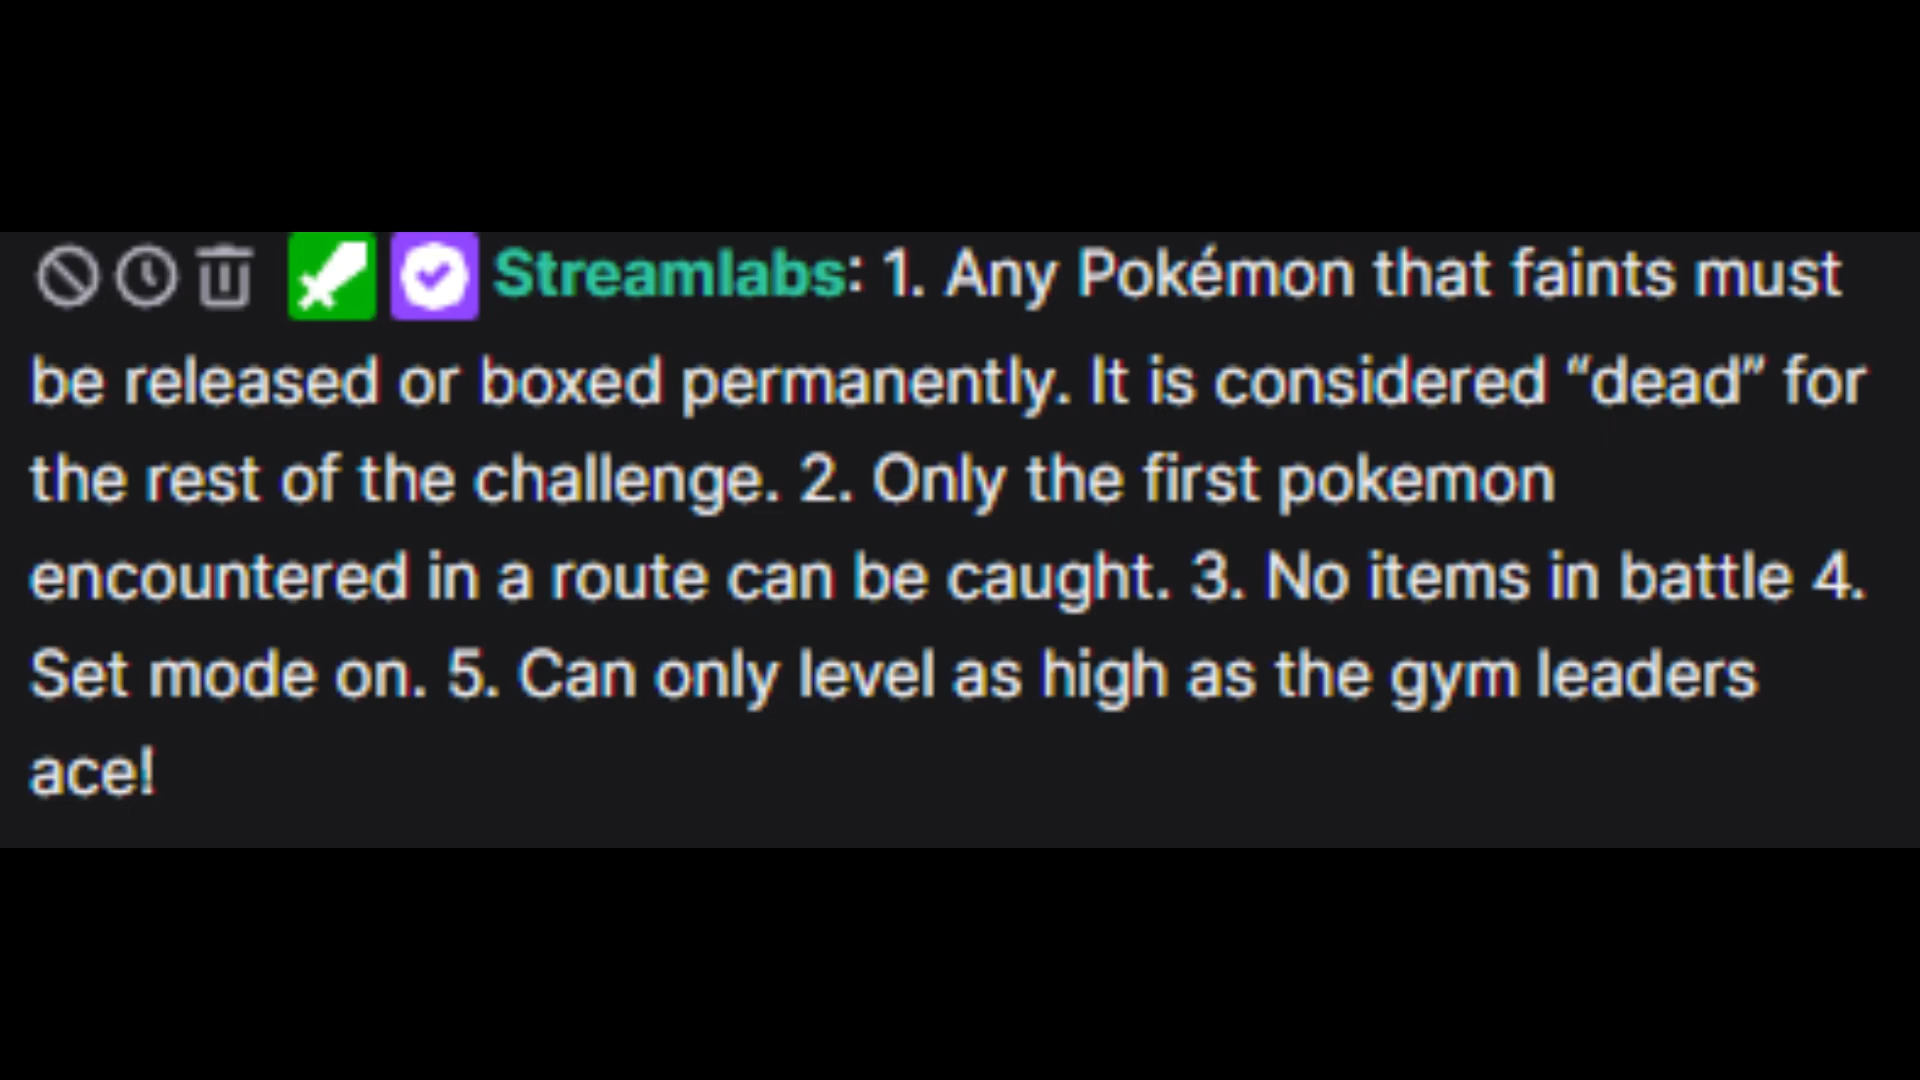 Streamlabs: 1. Any Pokémon that faints must
be released or boxed permanently. It is considered “dead” for
the rest of the challenge. 2. Only the first pokemon
encountered in a route can be caught. 3. No items in battle 4.
Set mode on. 5. Can only level as high as the gym leaders
ace!